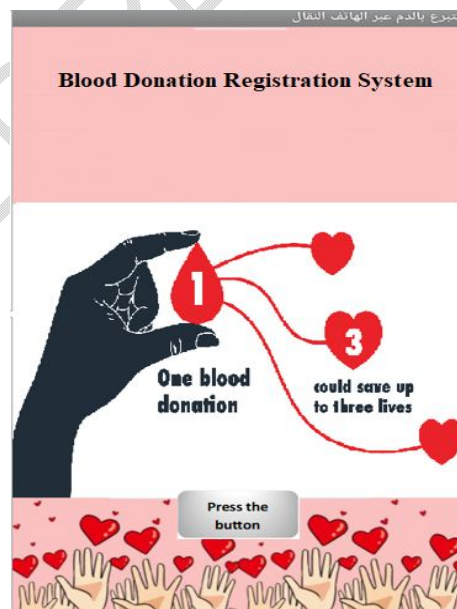 تبرع بالدم عبر الهاتف النقال
Blood Donation Registration System
1
3
One blood
donation
could save up
to three lives
Press the
button